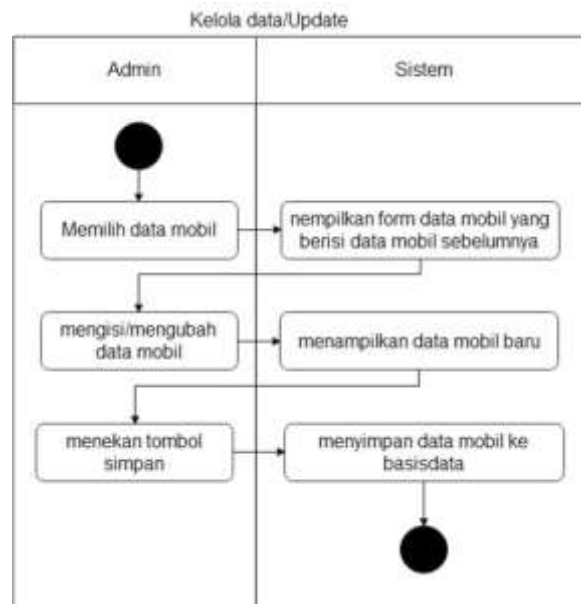 Kelola data/Update
Admin
Sistem
Memilih data mobil
nempilkan form data mobil yang
berisi data mobil sebelumnya
mengisi/mengubah
data mobil
menampilkan data mobil baru
menekan tombol
simpan
menyimpan data mobil ke
basisdata